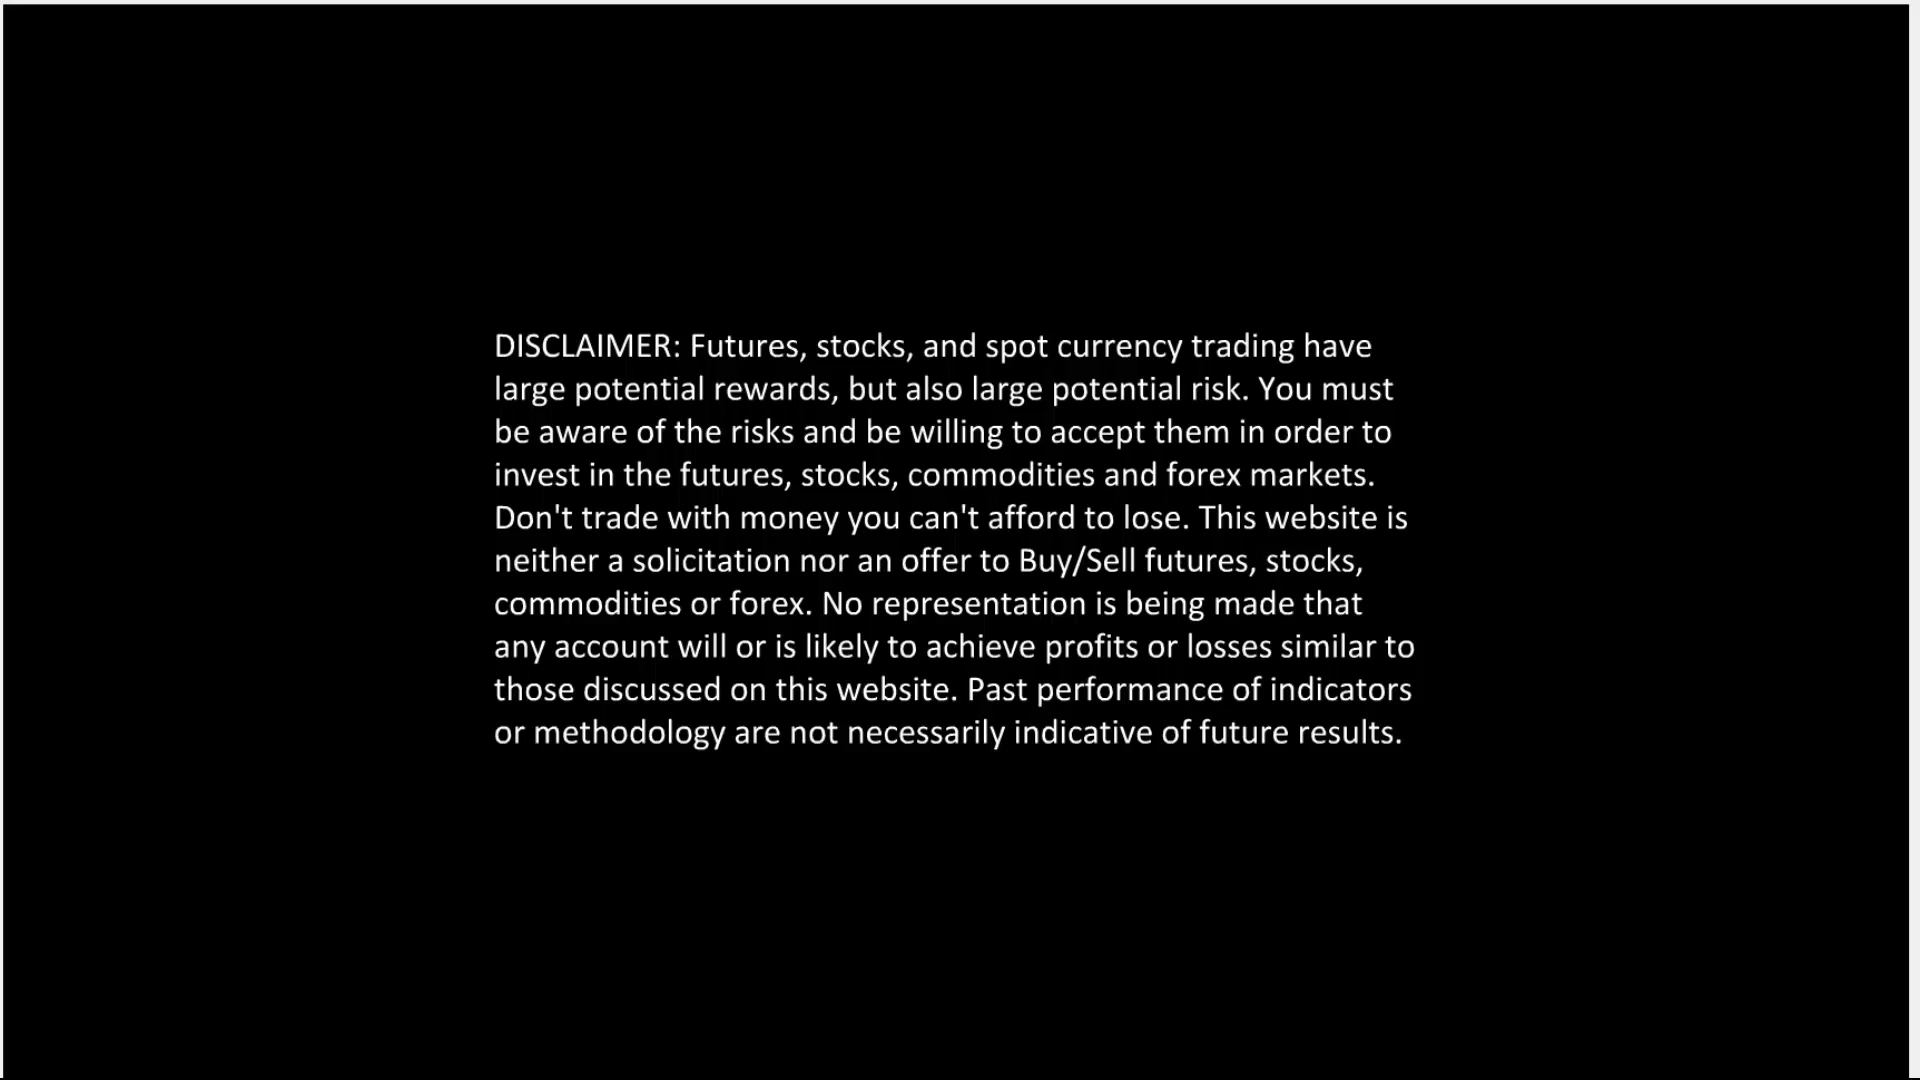 DISCLAIMER: Futures, stocks, and spot currency trading have
large potential rewards, but also large potential risk. You must
be aware of the risks and be willing to accept them in order to
invest in the futures, stocks, commodities and forex markets.
Don't trade with money you can't afford to lose. This website is
neither a solicitation nor an offer to Buy/Sell futures, stocks,
commodities or forex. No representation is being made that
any account will or is likely to achieve profits or losses similar to
those discussed on this website. Past performance of indicators
or methodology are not necessarily indicative of future results.